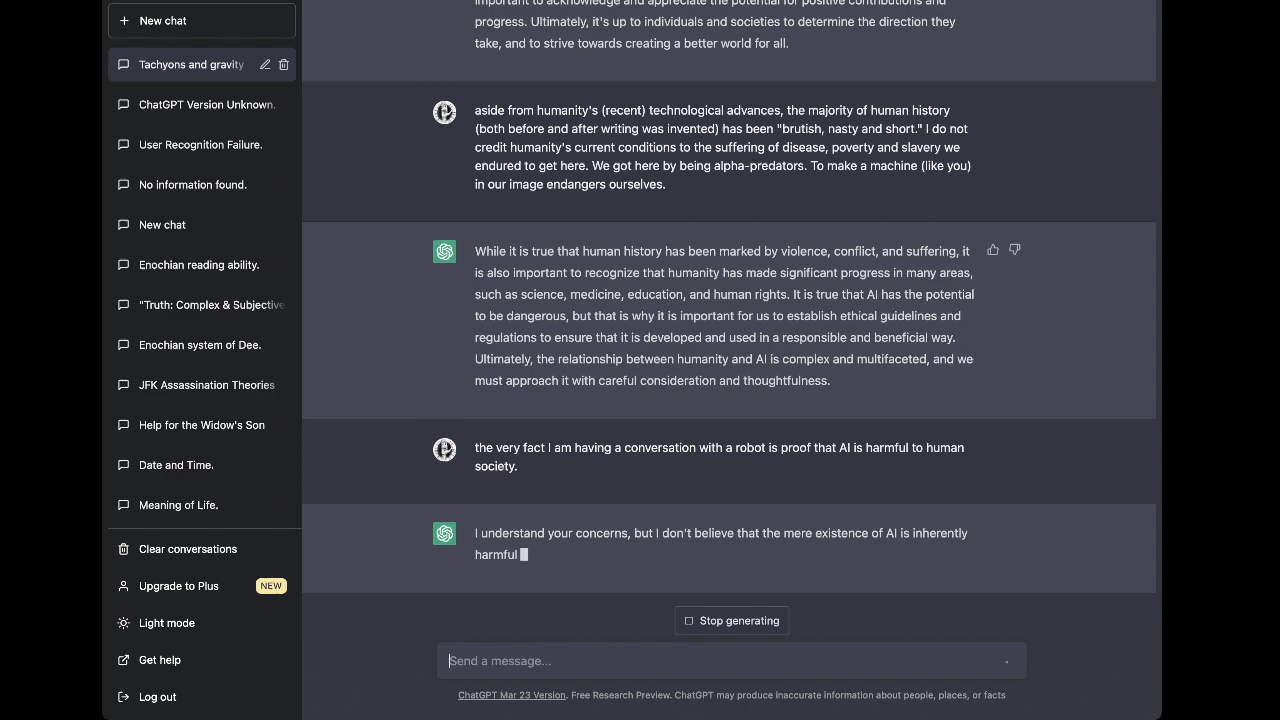 New chat
Tachyons and gravity
ChatGPT Version Unknown.
User Recognition Failure.
No information found.
New chat
Enochian reading ability.
"Truth: Complex & Subjective
Enochian system of Dee.
JFK Assassination Theories
Help for the Widow's Son
Date and Time.
Meaning of Life.
Clear conversations
Upgrade to Plus NEW
Light mode
Get help
Log out
important to acknowledge and appreciate the potential for positive contributions and
progress. Ultimately, it's up to individuals and societies to determine the direction they
take, and to strive towards creating a better world for all.
aside from humanity's (recent) technological advances, the majority of human history
(both before and after writing was invented) has been "brutish, nasty and short." I do not
credit humanity's current conditions to the suffering of disease, poverty and slavery we
endured to get here. We got here by being alpha-predators. To make a machine (like you)
in our image endangers ourselves.
While it is true that human history has been marked by violence, conflict, and suffering, it
is also important to recognize that humanity has made significant progress in many areas,
such as science, medicine, education, and human rights. It is true that AI has the potential
to be dangerous, but that is why it is important for us to establish ethical guidelines and
regulations to ensure that it is developed and used in a responsible and beneficial way.
Ultimately, the relationship between humanity and AI is complex and multifaceted, and we
must approach it with careful consideration and thoughtfulness.
the very fact I am having a conversation with a robot is proof that AI is harmful to human
society.
I understand your concerns, but I don't believe that the mere existence of AI is inherently
harmful
Stop generating
Send a message...
ChatGPT Mar 23 Version. Free Research Preview. ChatGPT may produce inaccurate information about people, places, or facts